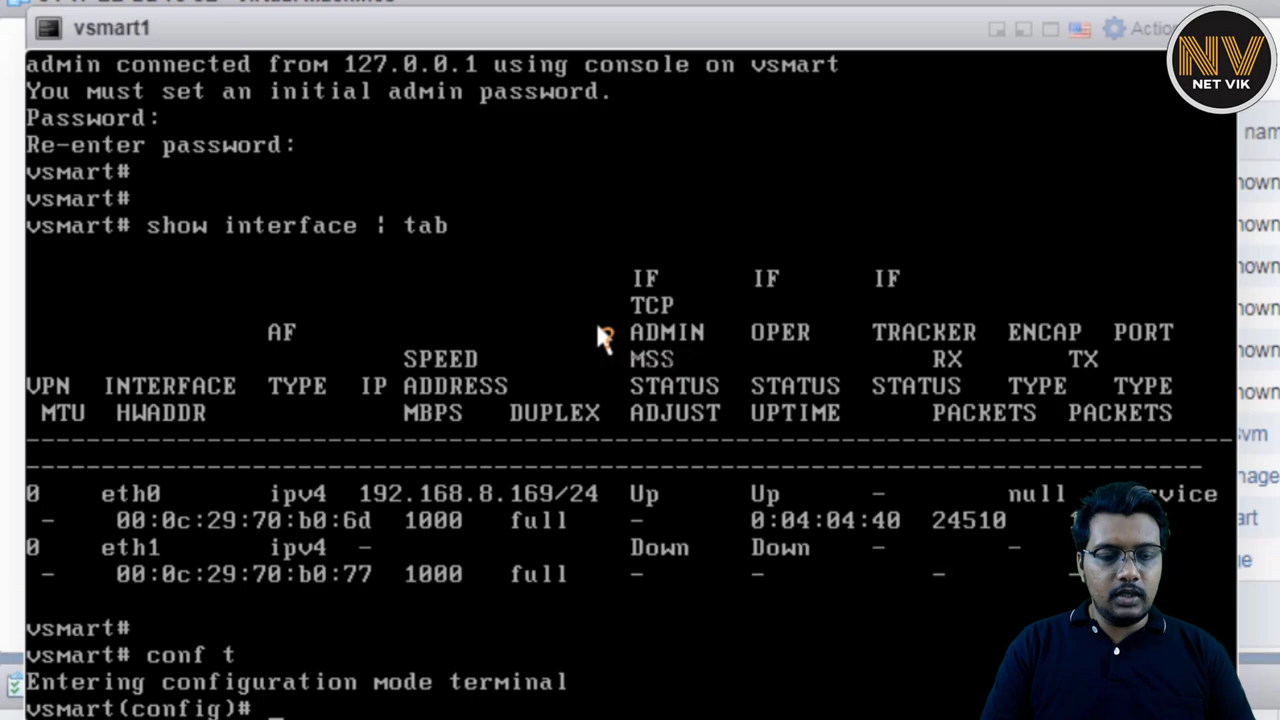 vsmart1
Action
NV
NET VIK
admin connected from 127.0.0.1 using console on vsmart
You must set an initial admin password.
Password:
Re-enter password:
vsmart#
vsmart#
vsmart# show interface | tab
IF IF IF
TCP
AF ADMIN OPER TRACKER ENCAP PORT
SPEED MSS RX TX
VPN INTERFACE TYPE IP ADDRESS STATUS STATUS STATUS TYPE TYPE
MTU HWADDR MBPS DUPLEX ADJUST UPTIME PACKETS PACKETS
--------------------------------------------------------------------------------
------------------------------------------------------------------------------
0 eth0 ipv4 192.168.8.169/24 Up Up - null
- 00:0c:29:70:b0:6d 1000 full - 0:04:04:40 24510
0 eth1 ipv4 - Down Down - -
- 00:0c:29:70:b0:77 1000 full - - -
vsmart#
vsmart# conf t
Entering configuration mode terminal
vsmart(config)# _